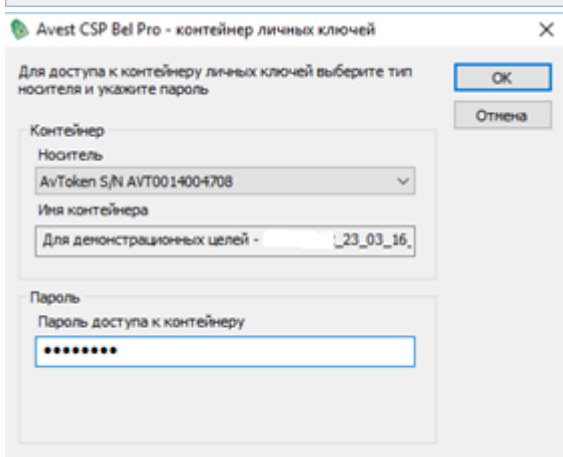 Avest CSP Bel Pro - контейнер личных ключей
Для доступа к контейнеру личных ключей выберите тип
носителя и укажите пароль
OK
Отмена
Контейнер
Носитель
AvToken S/N AVT0014004708
Имя контейнера
Для демонстрационных целей - _23_03_16_
Пароль
Пароль доступа к контейнеру
••••••••